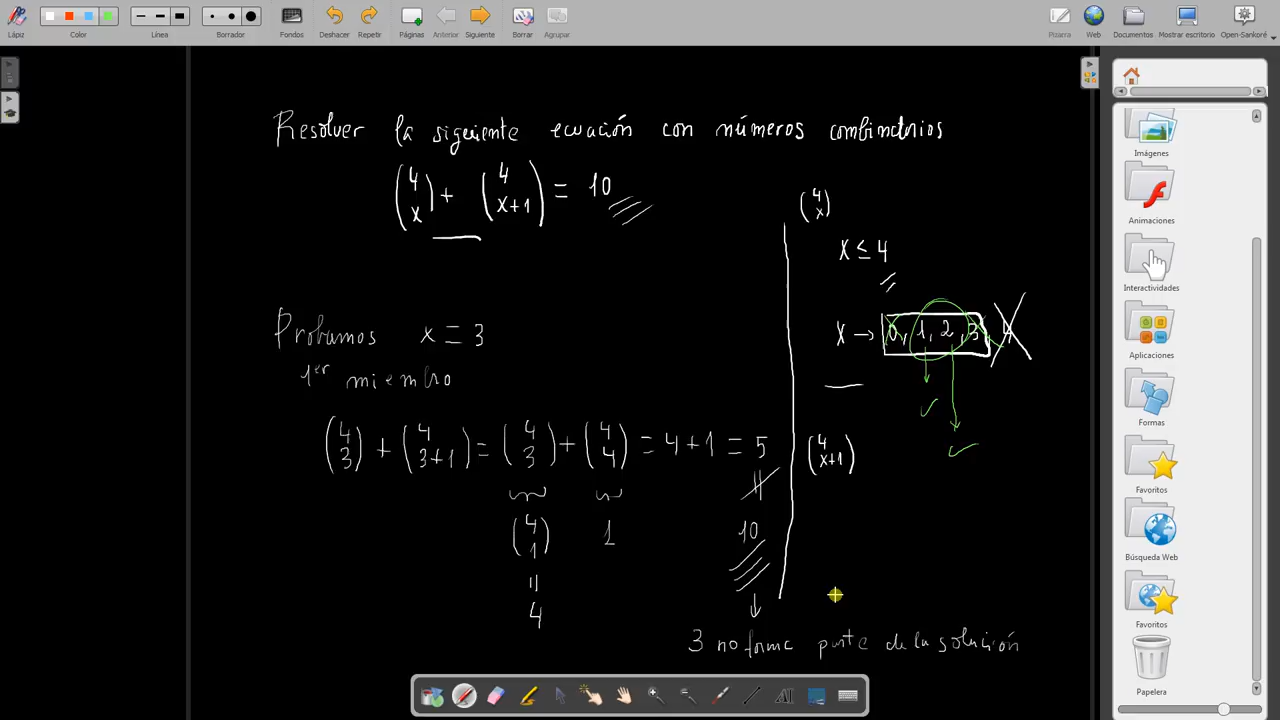 Lápiz Color Línea Borrador Fondos Deshacer Repetir Páginas Anterior Siguiente Borrar Agrupar Pizarra Web Documentos Mostrar escritorio Open-Sankoré
Resolver la siguiente ecuación con números combinatorios
(4 x) + (4 x+1) = 10
(4 x)
x ≤ 4
x → 0, 1, 2, 3, 4
Probamos x = 3
1er miembro
(4 3) + (4 3+1) = (4 3) + (4 4) = 4+1 = 5
(4 x+1)
(4 1) 1 10
=
4
3 no forma parte de la solución
Imágenes
Animaciones
Interactividades
Aplicaciones
Formas
Favoritos
Búsqueda Web
Favoritos
Papelera